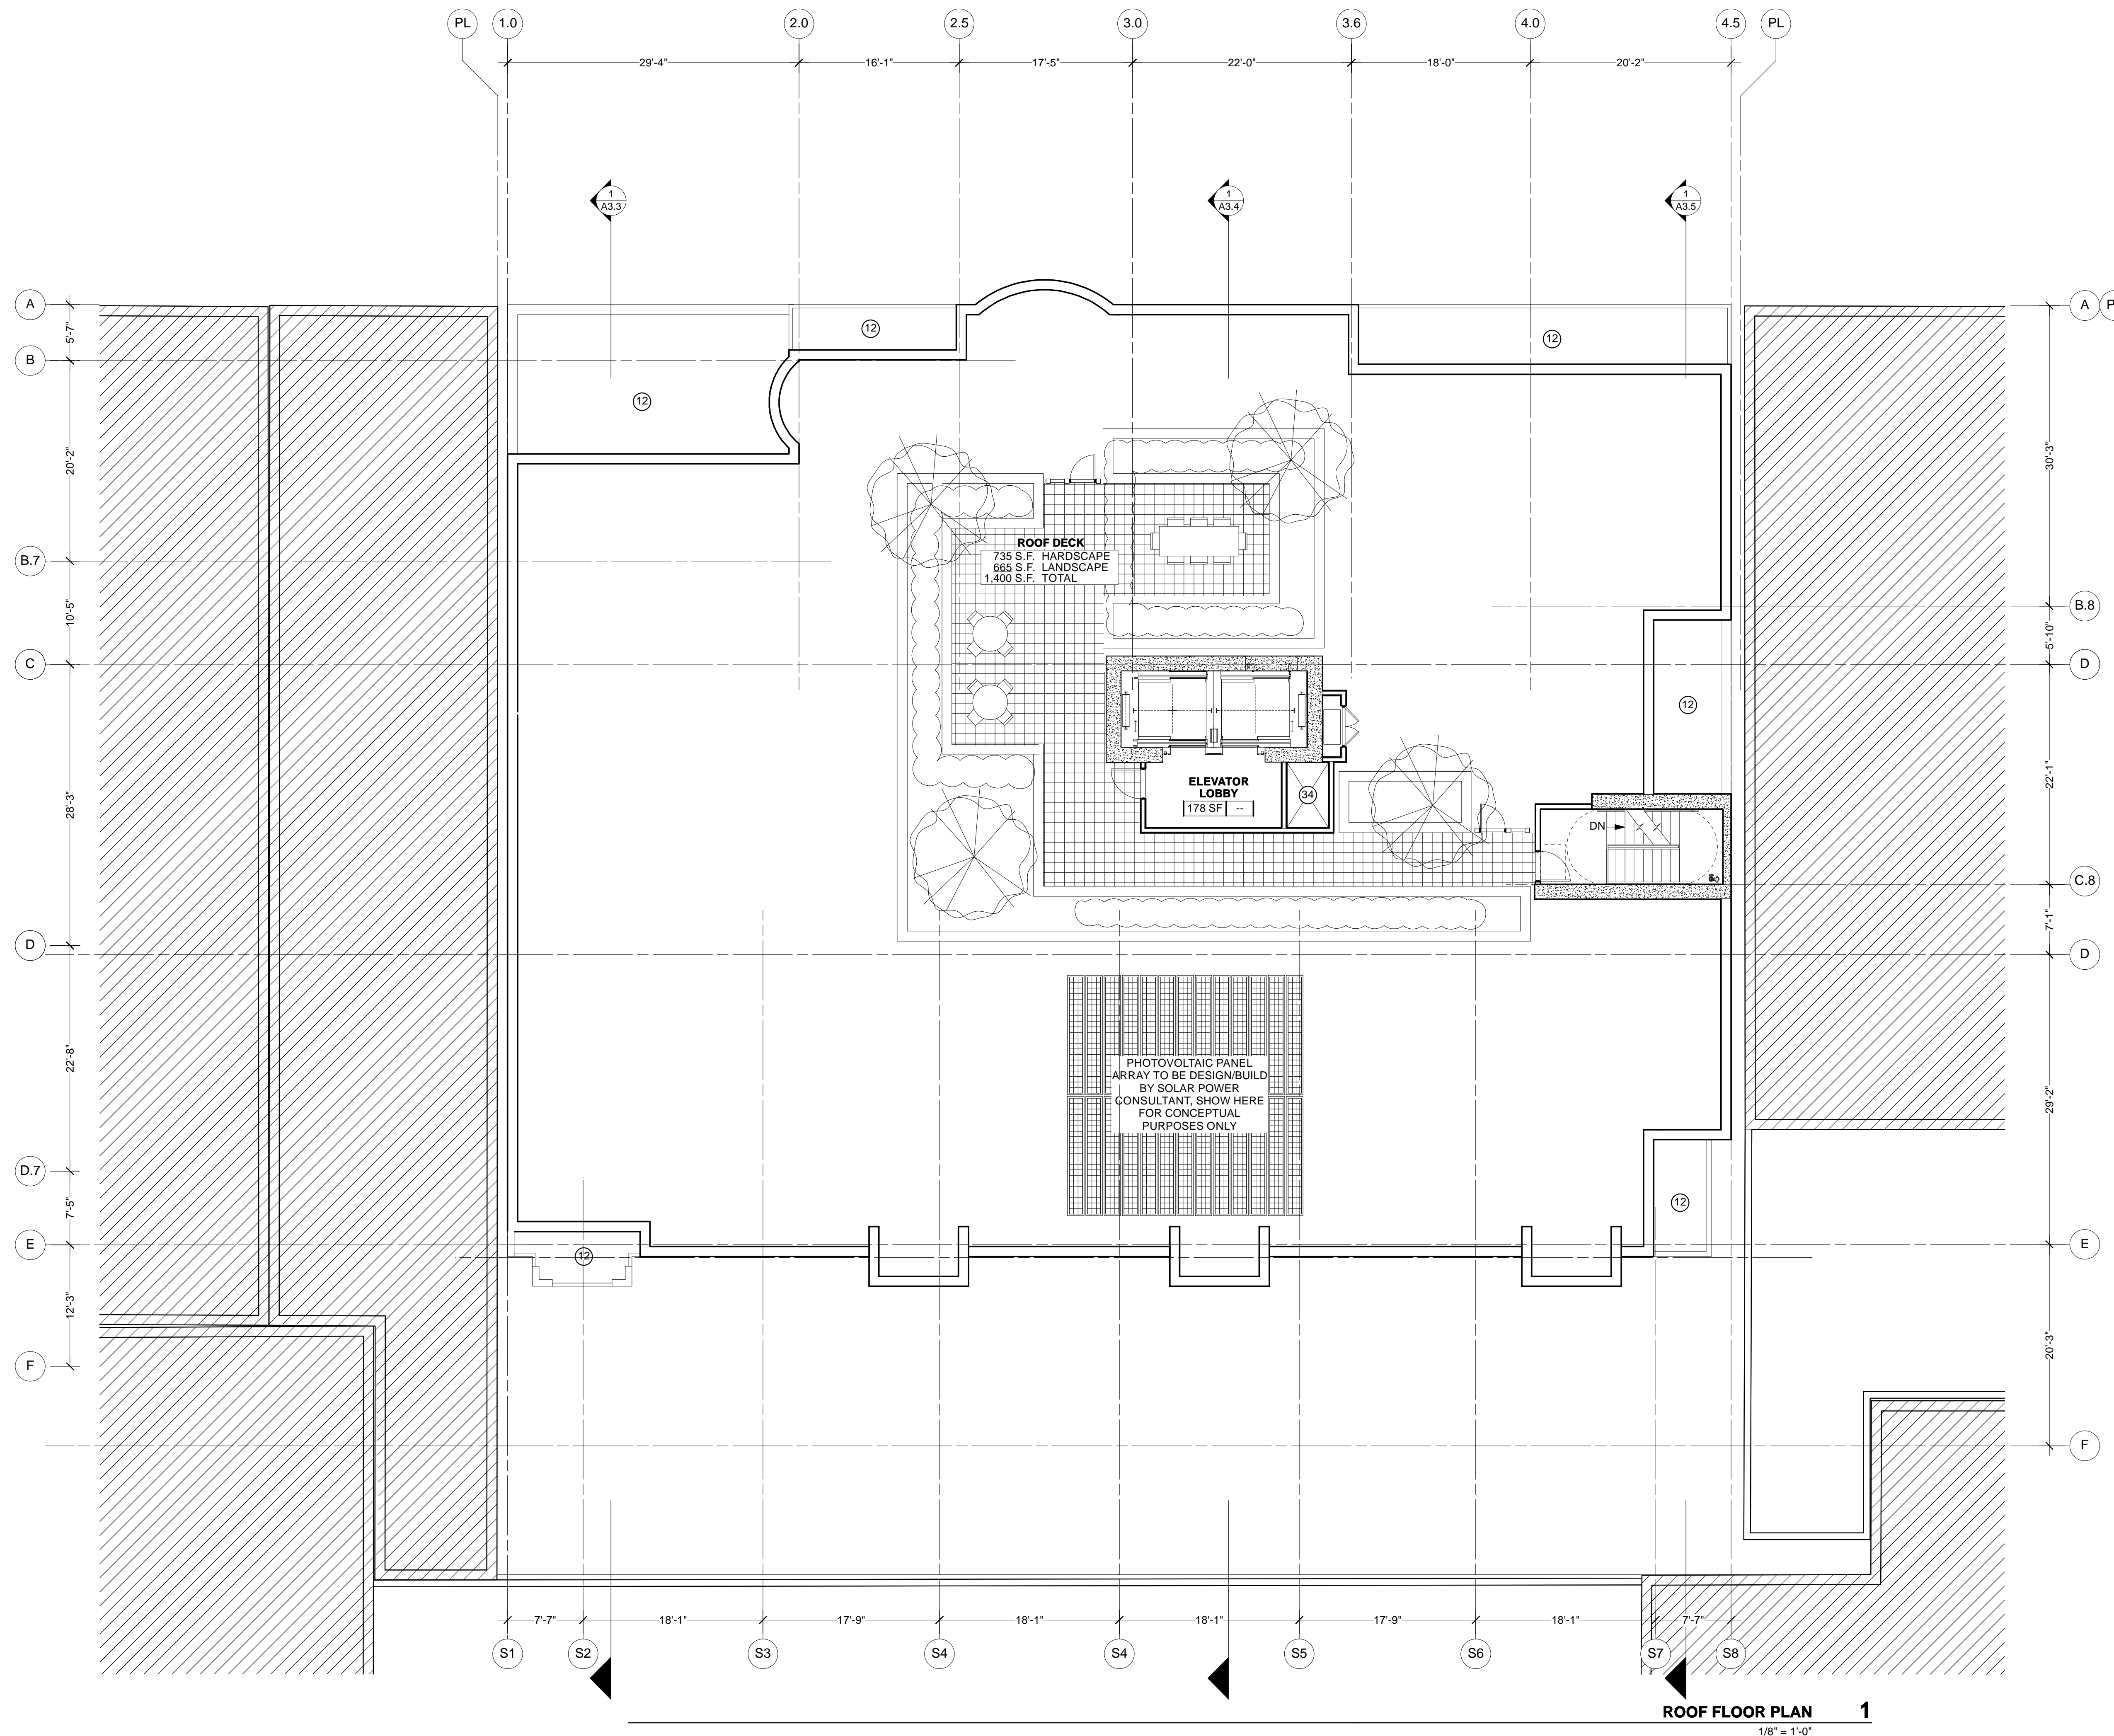 PL
1.0
2.0
2.5
3.0
3.6
4.0
4.5
PL
29'-4"
16'-1"
17'-5"
22'-0"
18'-0"
20'-2"
1
A3.3
1
A3.4
1
A3.5
A
5'-7"
B
20'-2"
B.7
10'-5"
C
28'-3"
D
22'-8"
D.7
7'-5"
E
12'-3"
F
12
12
12
ROOF DECK
735 S.F. HARDSCAPE
665 S.F. LANDSCAPE
1,400 S.F. TOTAL
12
ELEVATOR
LOBBY
178 SF --
34
DN
PHOTOVOLTAIC PANEL
ARRAY TO BE DESIGN/BUILD
BY SOLAR POWER
CONSULTANT, SHOW HERE
FOR CONCEPTUAL
PURPOSES ONLY
12
12
A
30'-3"
B.8
5'-10"
D
22'-1"
C.8
7'-1"
D
29'-2"
E
20'-3"
F
7'-7"
18'-1"
17'-9"
18'-1"
18'-1"
17'-9"
18'-1"
7'-7"
S1
S2
S3
S4
S4
S5
S6
S7
S8
ROOF FLOOR PLAN 1
1/8" = 1'-0"